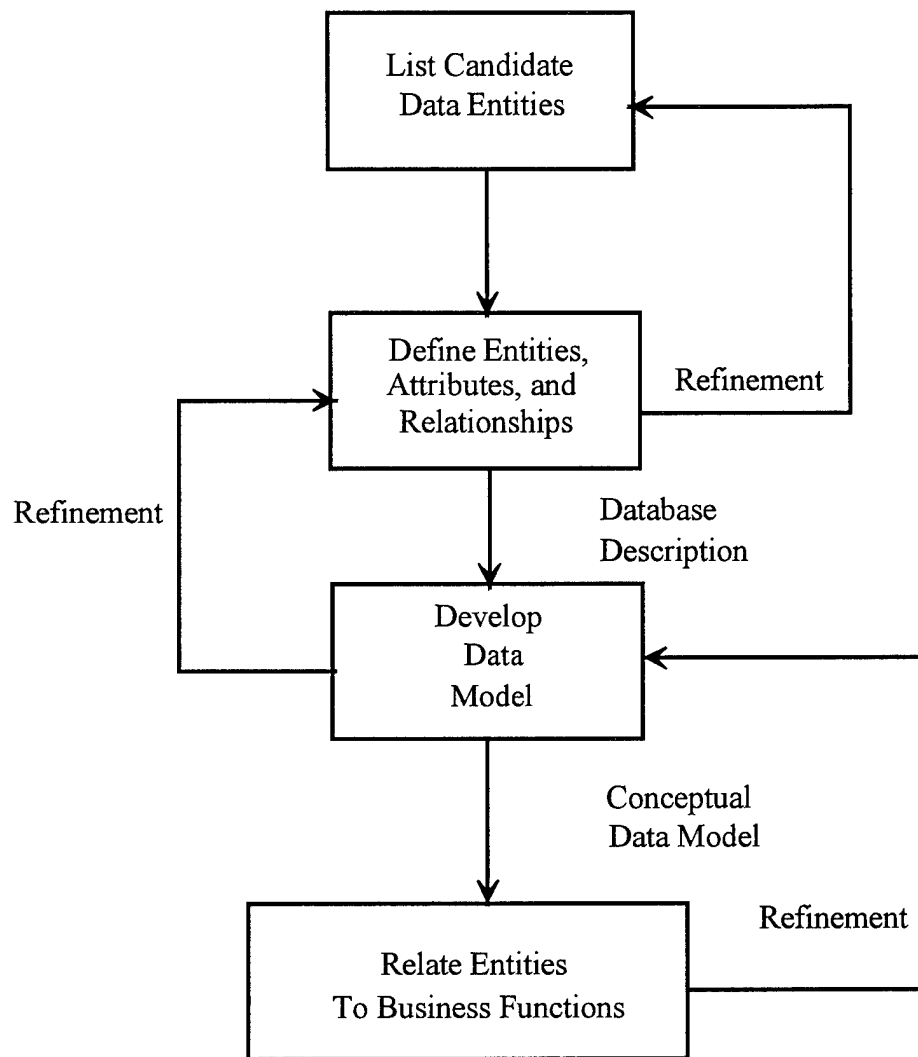 List Candidate
Data Entities
Define Entities,
Attributes, and
Relationships
Refinement
Refinement
Database
Description
Develop
Data
Model
Conceptual
Data Model
Refinement
Relate Entities
To Business Functions